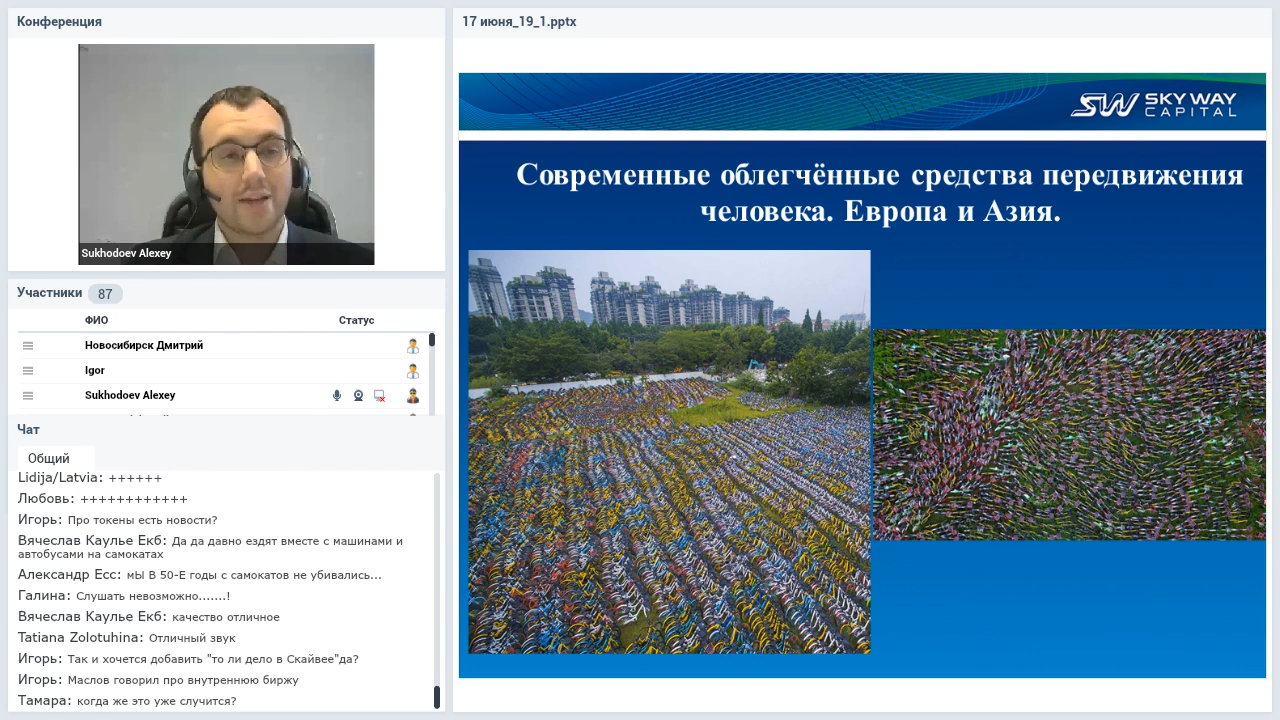 Конференция
Sukhodoev Alexey
Участники 87
ФИО Статус
Новосибирск Дмитрий
Igor
Sukhodoev Alexey
Чат
Общий
Lidija/Latvia: ++++++
Любовь: ++++++++++++
Игорь: Про токены есть новости?
Вячеслав Каулье Екб: Да да давно ездят вместе с машинами и
автобусами на самокатах
Александр Есс: мЫ В 50-Е годы с самокатов не убивались...
Галина: Слушать невозможно.......!
Вячеслав Каулье Екб: качество отличное
Tatiana Zolotuhina: Отличный звук
Игорь: Так и хочется добавить "то ли дело в Скайвее"да?
Игорь: Маслов говорил про внутреннюю биржу
Тамара: когда же это уже случится?
17 июня_19_1.pptx
SW SKY WAY
CAPITAL
Современные облегчённые средства передвижения
человека. Европа и Азия.